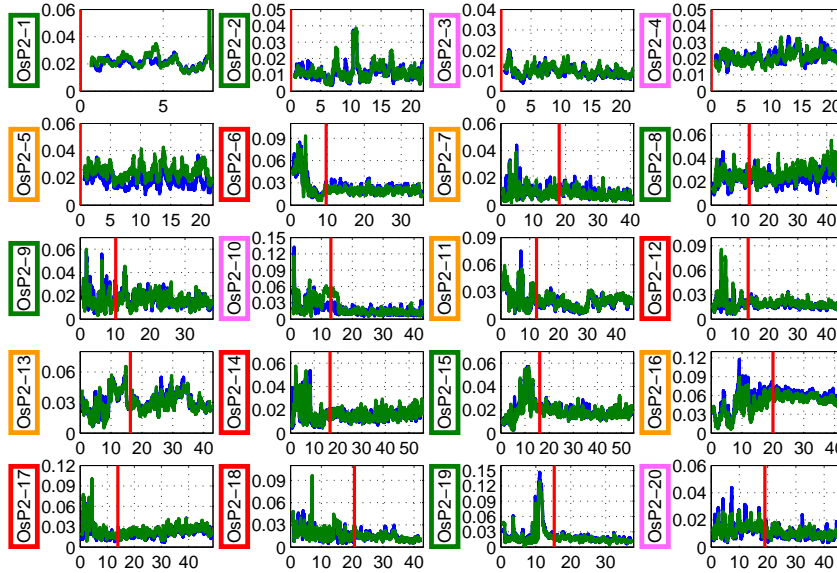 OsP2−1 0.06 0.04 0.02 0 0 5
OsP2−2 0.05 0.04 0.03 0.02 0.01 0 0 10 20
OsP2−3 0.04 0.03 0.02 0.01 0 0 10 20
OsP2−4 0.05 0.04 0.03 0.02 0.01 0 0 10 20
OsP2−5 0.06 0.04 0.02 0 0 5 10 15 20
OsP2−6 0.09 0.06 0.03 0 0 10 20 30
OsP2−7 0.06 0.04 0.02 0 0 10 20 30 40
OsP2−8 0.06 0.04 0.02 0 0 10 20 30 40
OsP2−9 0.06 0.04 0.02 0 0 10 20 30
OsP2−10 0.15 0.12 0.09 0.06 0.03 0 0 10 20 30 40
OsP2−11 0.09 0.06 0.03 0 0 10 20 30 40
OsP2−12 0.09 0.06 0.03 0 0 10 20 30 40
OsP2−13 0.06 0.03 0 0 10 20 30 40
OsP2−14 0.06 0.04 0.02 0 0 10 20 30 40 50
OsP2−15 0.06 0.04 0.02 0 0 10 20 30 40 50
OsP2−16 0.12 0.09 0.06 0.03 0 0 10 20 30 40
OsP2−17 0.12 0.09 0.06 0.03 0 0 10 20 30 40
OsP2−18 0.09 0.06 0.03 0 0 10 20 30 40
OsP2−19 0.15 0.12 0.09 0.06 0.03 0 0 10 20 30
OsP2−20 0.06 0.04 0.02 0 0 10 20 30 40